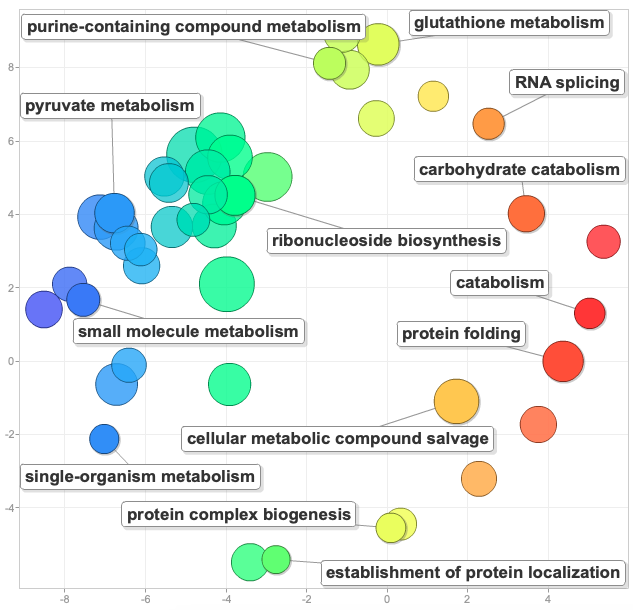 glutathione metabolism
purine-containing compound metabolism
8
RNA splicing
pyruvate metabolism
6
carbohydrate catabolism
4
ribonucleoside biosynthesis
2
catabolism
small molecule metabolism
protein folding
0
-2
cellular metabolic compound salvage
single-organism metabolism
-4
protein complex biogenesis
establishment of protein localization
-8 -6 -4 -2 0 2 4